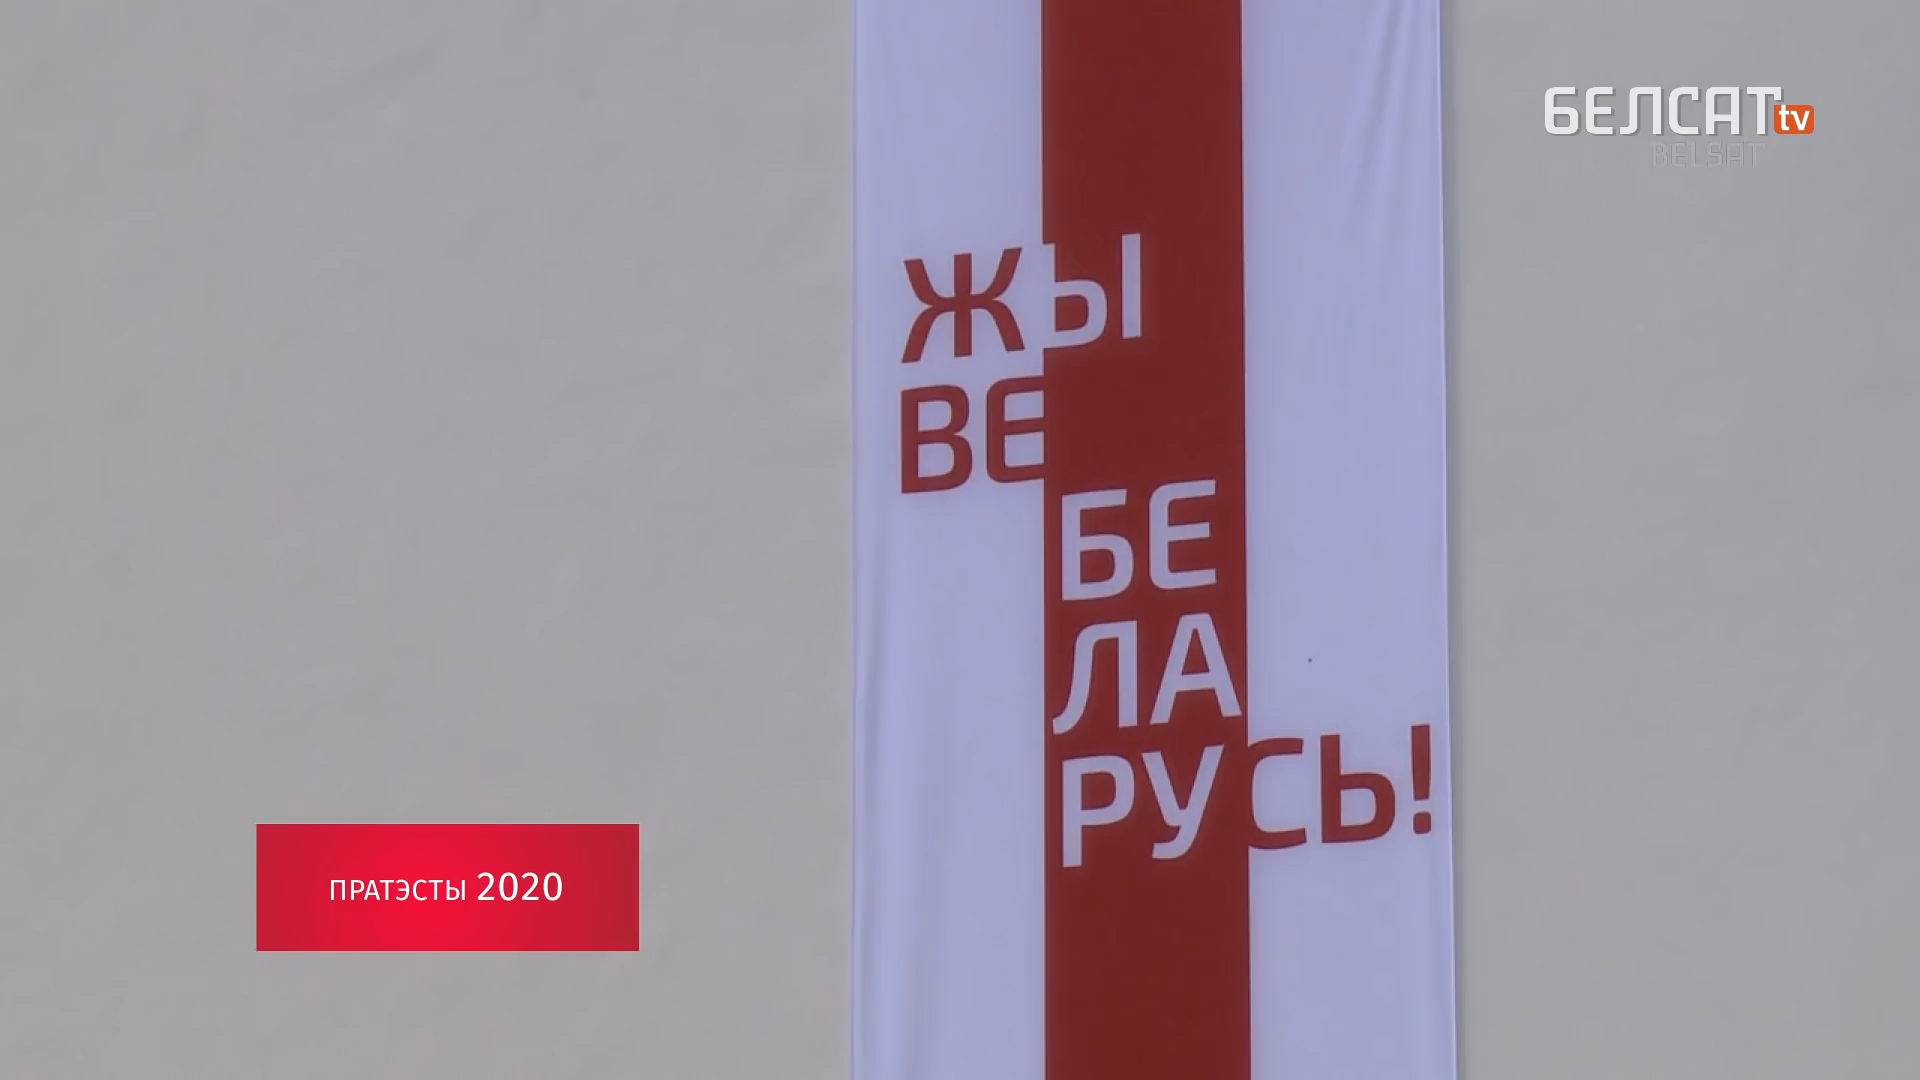 БЕЛСАТ tv
BELSAT
ЖЫ
ВЕ
БЕ
ЛА
РУСЬ!
ПРАТЭСТЫ 2020